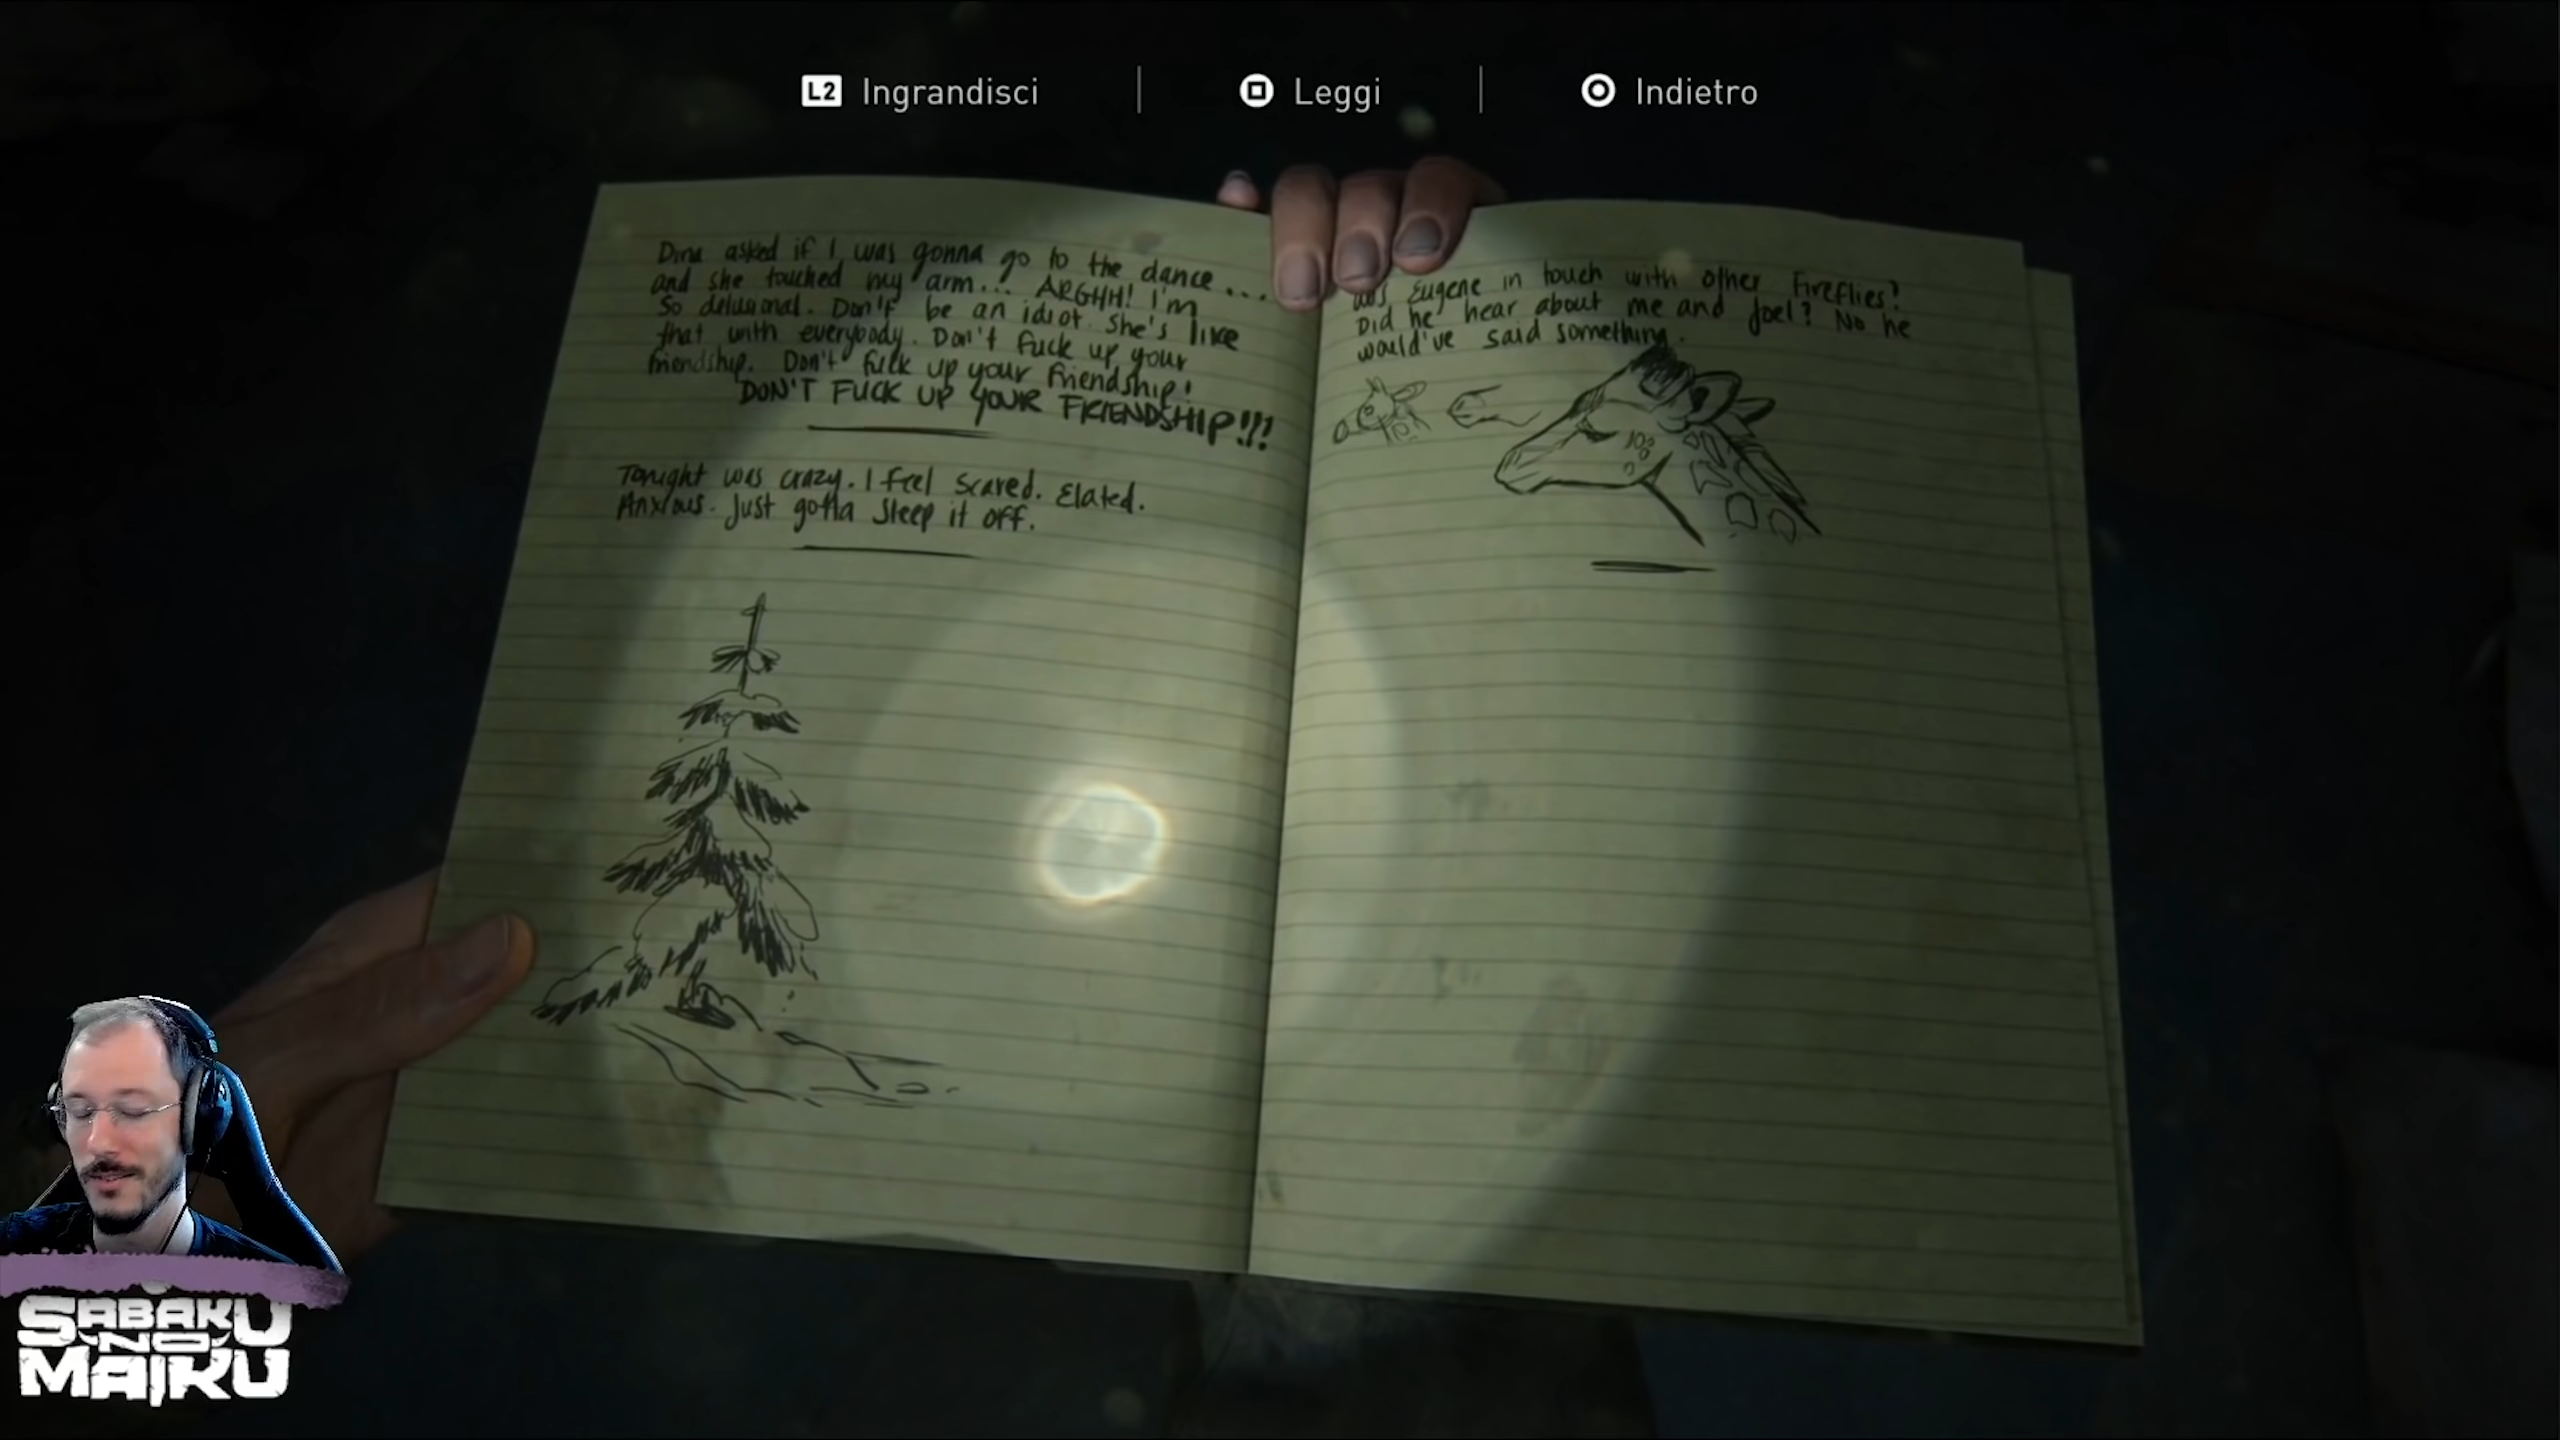 L2 Ingrandisci
Leggi
Indietro
Dina asked if I was gonna go to the dance...
and she touched my arm... ARGHH! I'm
So delusional. Don't be an idiot. She's like
that with everybody. Don't fuck up your
friendship. Don't fuck up your friendship!
DON'T FUCK UP YOUR FRIENDSHIP!!!
Tonight was crazy. I feel scared. Elated.
Anxious. Just gotta sleep it off.
was Eugene in touch with other Fireflies?
Did he hear about me and Joel? No he
would've said something.
SABAKU
NO
MAIKU